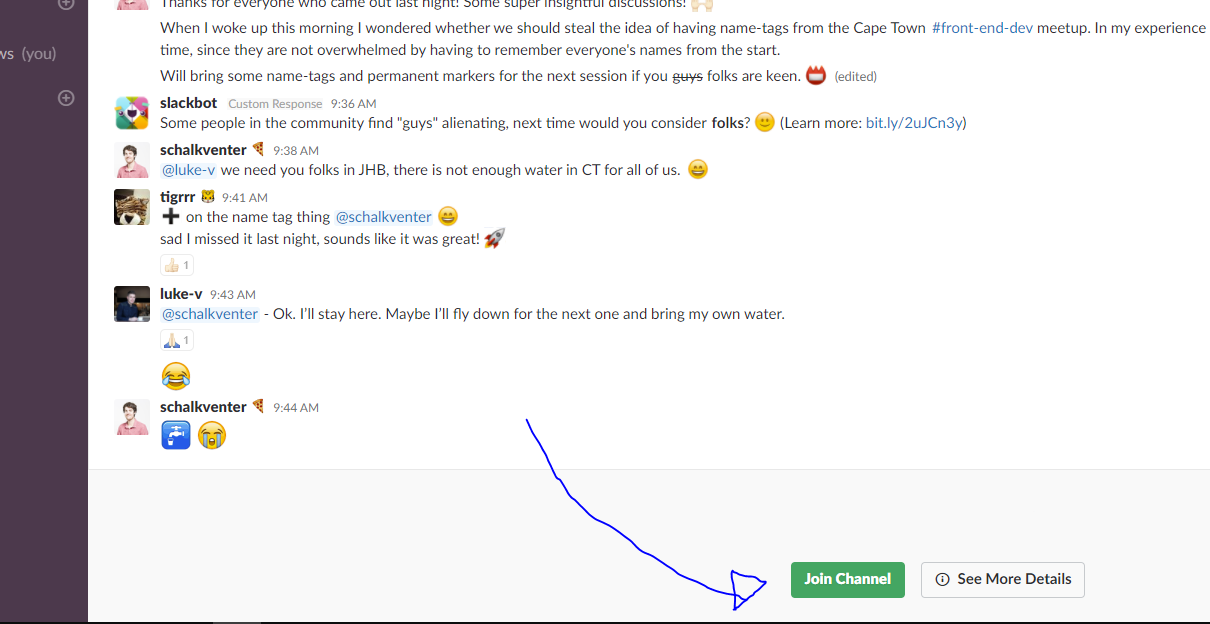 Thanks for everyone who came out last night! Some super insightful discussions!
When I woke up this morning I wondered whether we should steal the idea of having name-tags from the Cape Town #front-end-dev meetup. In my experience
ws (you)
time, since they are not overwhelmed by having to remember everyone's names from the start.
Will bring some name-tags and permanent markers for the next session if you guys folks are keen. 📛 (edited)
slackbot Custom Response 9:36 AM
Some people in the community find "guys" alienating, next time would you consider folks? 🙂 (Learn more: bit.ly/2uJCn3y)
schalkventer 🍕 9:38 AM
@luke-v we need you folks in JHB, there is not enough water in CT for all of us. 😄
tigrrr 🐯 9:41 AM
➕ on the name tag thing @schalkventer 😄
sad I missed it last night, sounds like it was great! 🚀
👍 1
luke-v 9:43 AM
@schalkventer - Ok. I'll stay here. Maybe I'll fly down for the next one and bring my own water.
🙏 1
😂
schalkventer 🍕 9:44 AM
🚰 😭
Join Channel
See More Details